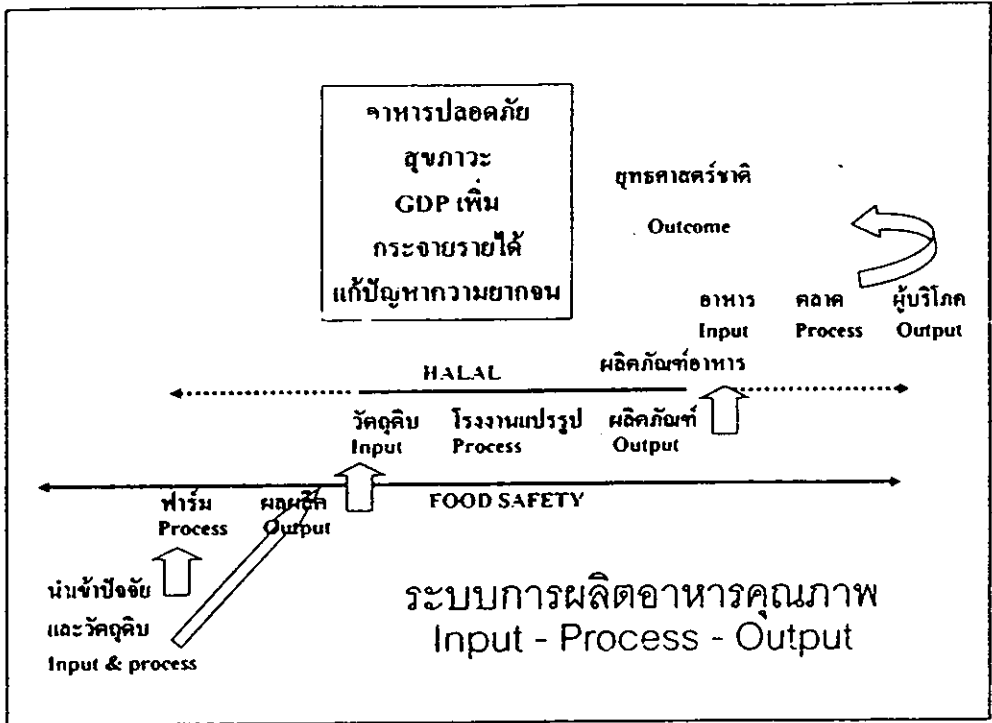 อาหารปลอดภัย
สุขภาวะ
GDP เพิ่ม
กระจายรายได้
แก้ปัญหาความยากจน
ยุทธศาสตร์ชาติ
Outcome
อาหาร ตลาด ผู้บริโภค
Input Process Output
HALAL ผลิตภัณฑ์อาหาร
วัตถุดิบ โรงงานแปรรูป ผลิตภัณฑ์
Input Process Output
FOOD SAFETY
ฟาร์ม ผลผลิต
Process Output
นำเข้าปัจจัย
และวัตถุดิบ
Input & process
ระบบการผลิตอาหารคุณภาพ
Input - Process - Output